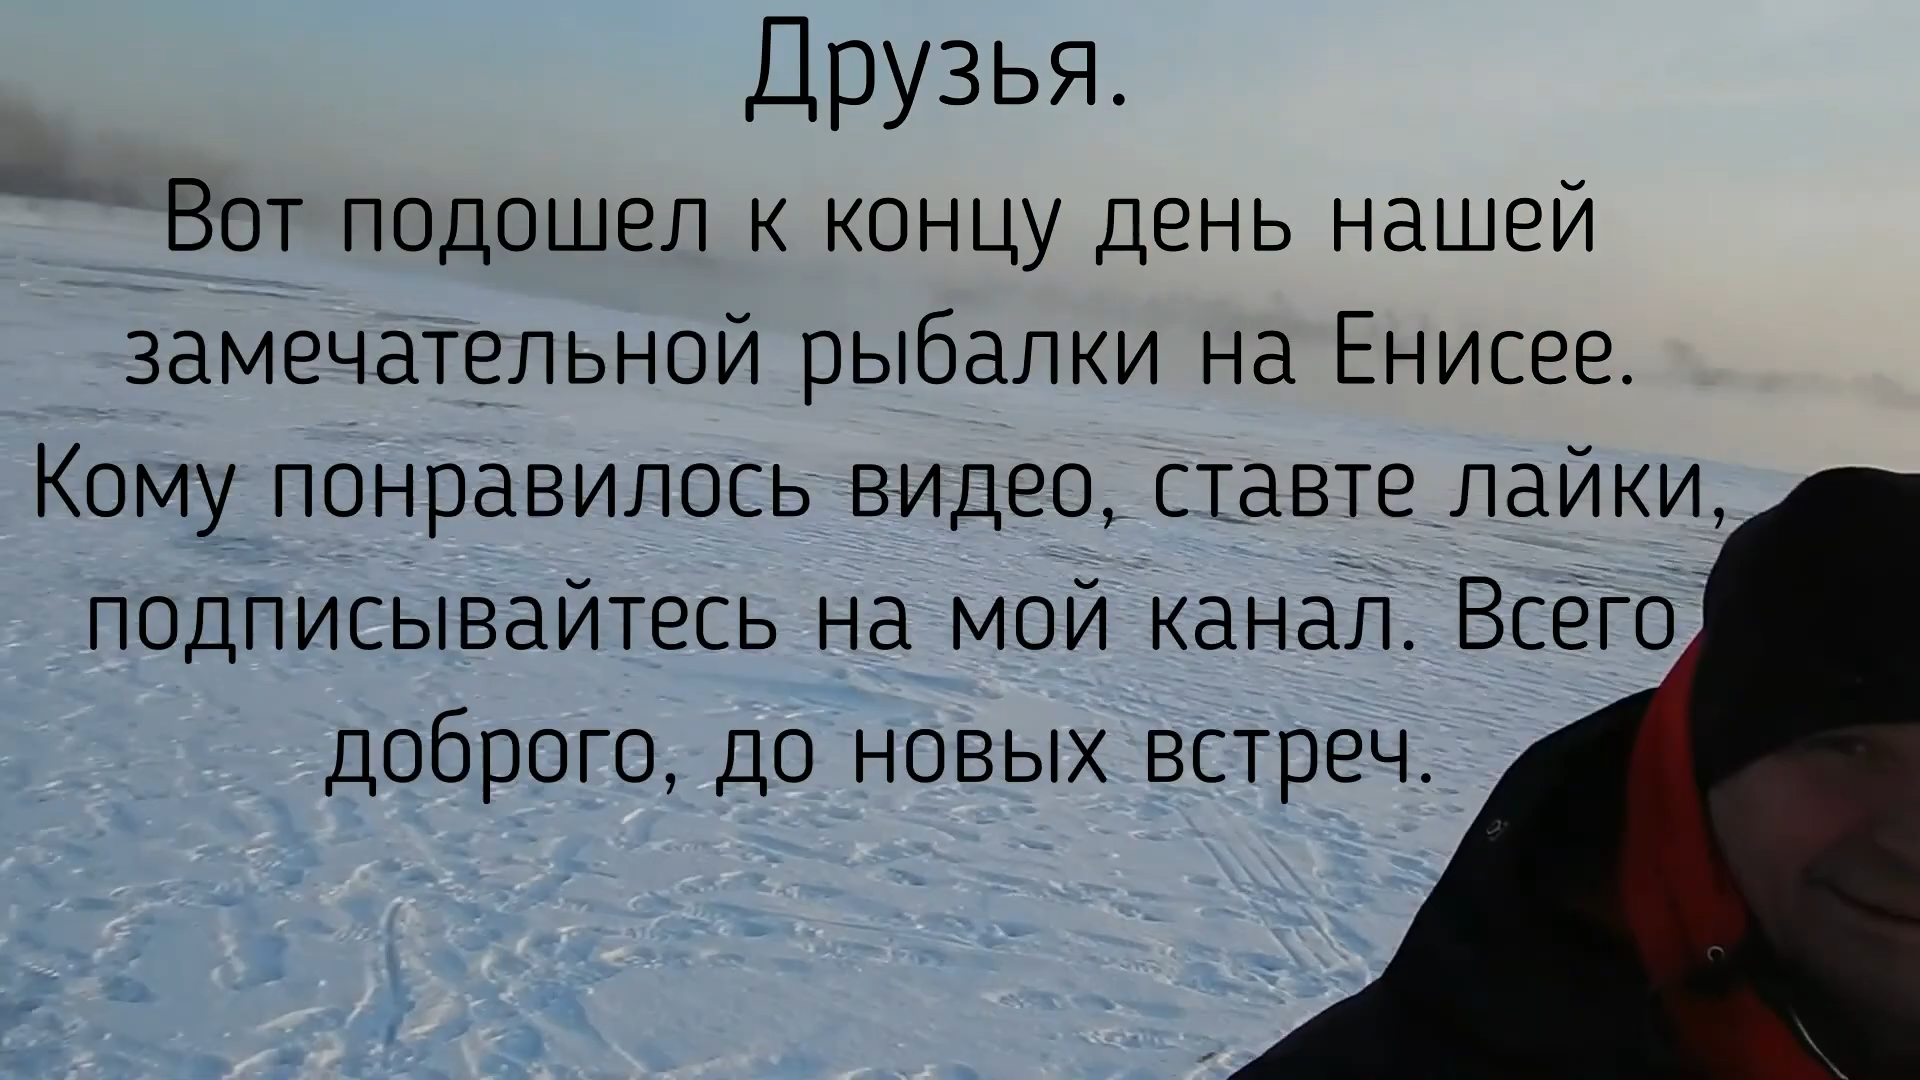 Друзья.
Вот подошел к концу день нашей
замечательной рыбалки на Енисее.
Кому понравилось видео, ставте лайки,
подписывайтесь на мой канал. Всего
доброго, до новых встреч.